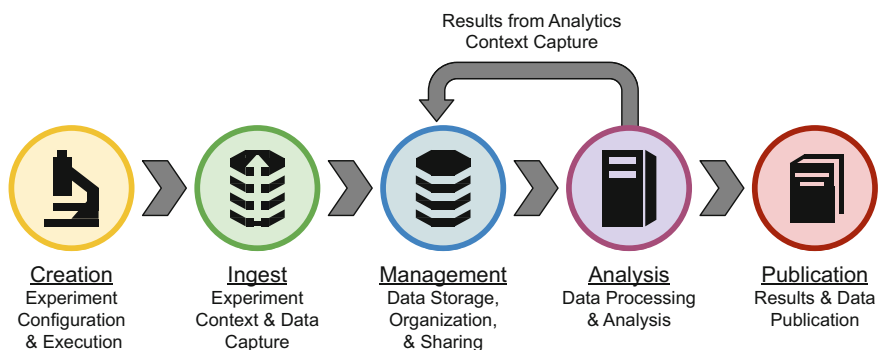 Results from Analytics
Context Capture
Creation
Experiment
Configuration
& Execution
Ingest
Experiment
Context & Data
Capture
Management
Data Storage,
Organization,
& Sharing
Analysis
Data Processing
& Analysis
Publication
Results & Data
Publication